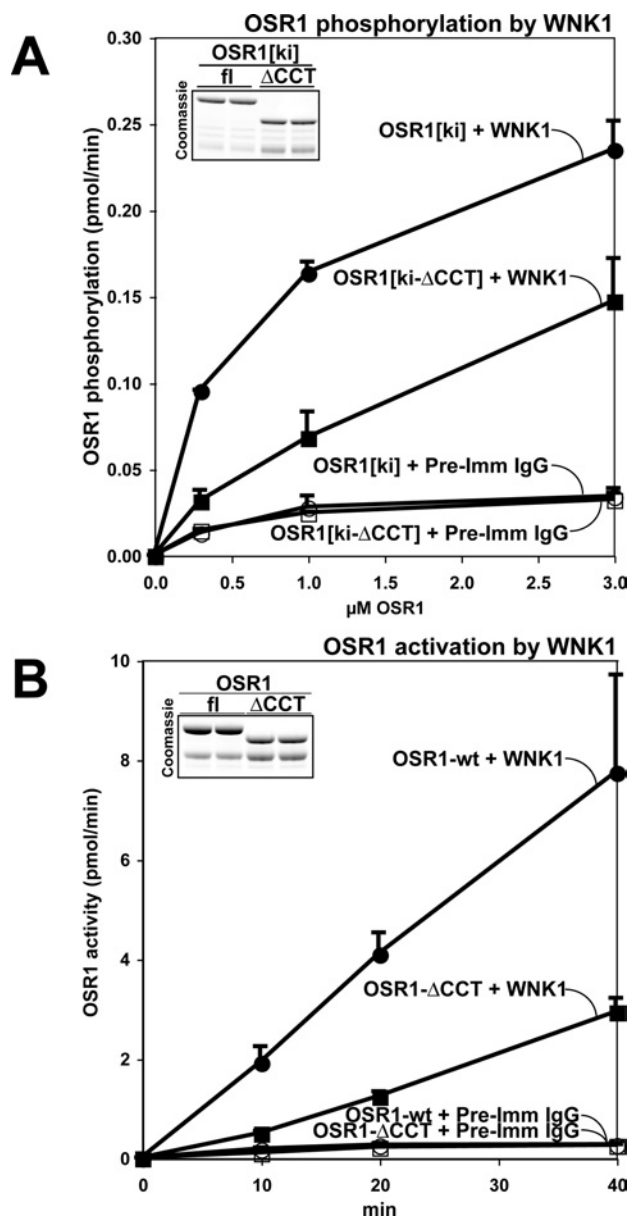 A
OSR1 phosphorylation by WNK1
OSR1[ki]
fl ΔCCT
Coomassie
OSR1 phosphorylation (pmol/min)
0.30
0.25
0.20
0.15
0.10
0.05
0.00
OSR1[ki] + WNK1
OSR1[ki-ΔCCT] + WNK1
OSR1[ki] + Pre-Imm IgG
OSR1[ki-ΔCCT] + Pre-Imm IgG
0.0 0.5 1.0 1.5 2.0 2.5 3.0
µM OSR1
B
OSR1 activation by WNK1
OSR1
fl ΔCCT
Coomassie
OSR1 activity (pmol/min)
10
8
6
4
2
0
OSR1-wt + WNK1
OSR1-ΔCCT + WNK1
OSR1-wt + Pre-Imm IgG
OSR1-ΔCCT + Pre-Imm IgG
0 10 20 30 40
min